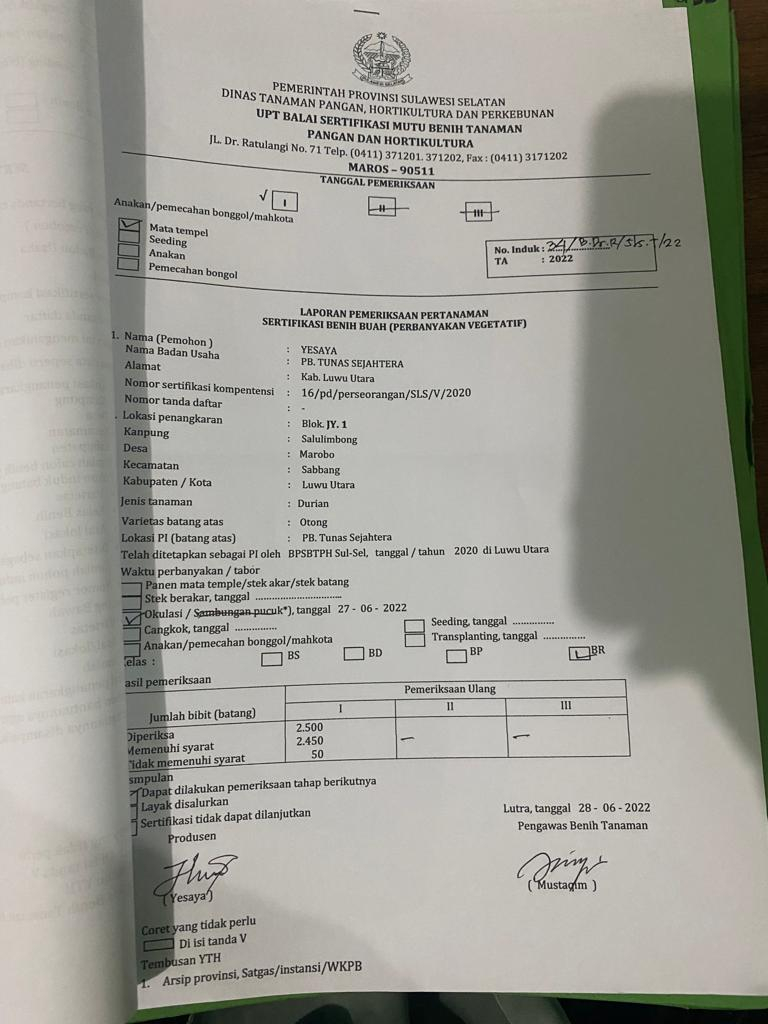 PEMERINTAH PROVINSI SULAWESI SELATAN
DINAS TANAMAN PANGAN, HORTIKULTURA DAN PERKEBUNAN
UPT BALAI SERTIFIKASI MUTU BENIH TANAMAN
PANGAN DAN HORTIKULTURA
JL. Dr. Ratulangi No. 71 Telp. (0411) 371201. 371202, Fax : (0411) 3171202
MAROS – 90511
TANGGAL PEMERIKSAAN
√ I II III
Anakan/pemecahan bonggol/mahkota
Mata tempel
Seeding
Anakan
Pemecahan bongol
No. Induk : 34/B.Dr.R/Sls.t/22
TA : 2022
LAPORAN PEMERIKSAAN PERTANAMAN
SERTIFIKASI BENIH BUAH (PERBANYAKAN VEGETATIF)
1. Nama (Pemohon ) : YESAYA
Nama Badan Usaha : PB. TUNAS SEJAHTERA
Alamat : Kab. Luwu Utara
Nomor sertifikasi kompentensi : 16/pd/perseorangan/SLS/V/2020
Nomor tanda daftar : -
. Lokasi penangkaran : Blok. JY. 1
Kanpung : Salulimbong
Desa : Marobo
Kecamatan : Sabbang
Kabupaten / Kota : Luwu Utara
Jenis tanaman : Durian
Varietas batang atas : Otong
Lokasi PI (batang atas) : PB. Tunas Sejahtera
Telah ditetapkan sebagai PI oleh BPSBTPH Sul-Sel, tanggal / tahun 2020 di Luwu Utara
Waktu perbanyakan / tabor
Panen mata temple/stek akar/stek batang
Stek berakar, tanggal ..............................
Okulasi / Sambungan pucuk*), tanggal 27 - 06 - 2022
Cangkok, tanggal ............... Seeding, tanggal ...............
Anakan/pemecahan bonggol/mahkota Transplanting, tanggal ...............
elas : BS BD BP BR
asil pemeriksaan
Jumlah bibit (batang) Pemeriksaan Ulang
I II III
Diperiksa 2.500
Memenuhi syarat 2.450 – –
Tidak memenuhi syarat 50
smpulan
Dapat dilakukan pemeriksaan tahap berikutnya
Layak disalurkan
Sertifikasi tidak dapat dilanjutkan
Lutra, tanggal 28 - 06 - 2022
Produsen Pengawas Benih Tanaman
(Yesaya ) ( Mustaqim )
Coret yang tidak perlu
Di isi tanda V
Tembusan YTH
1. Arsip provinsi, Satgas/instansi/WKPB